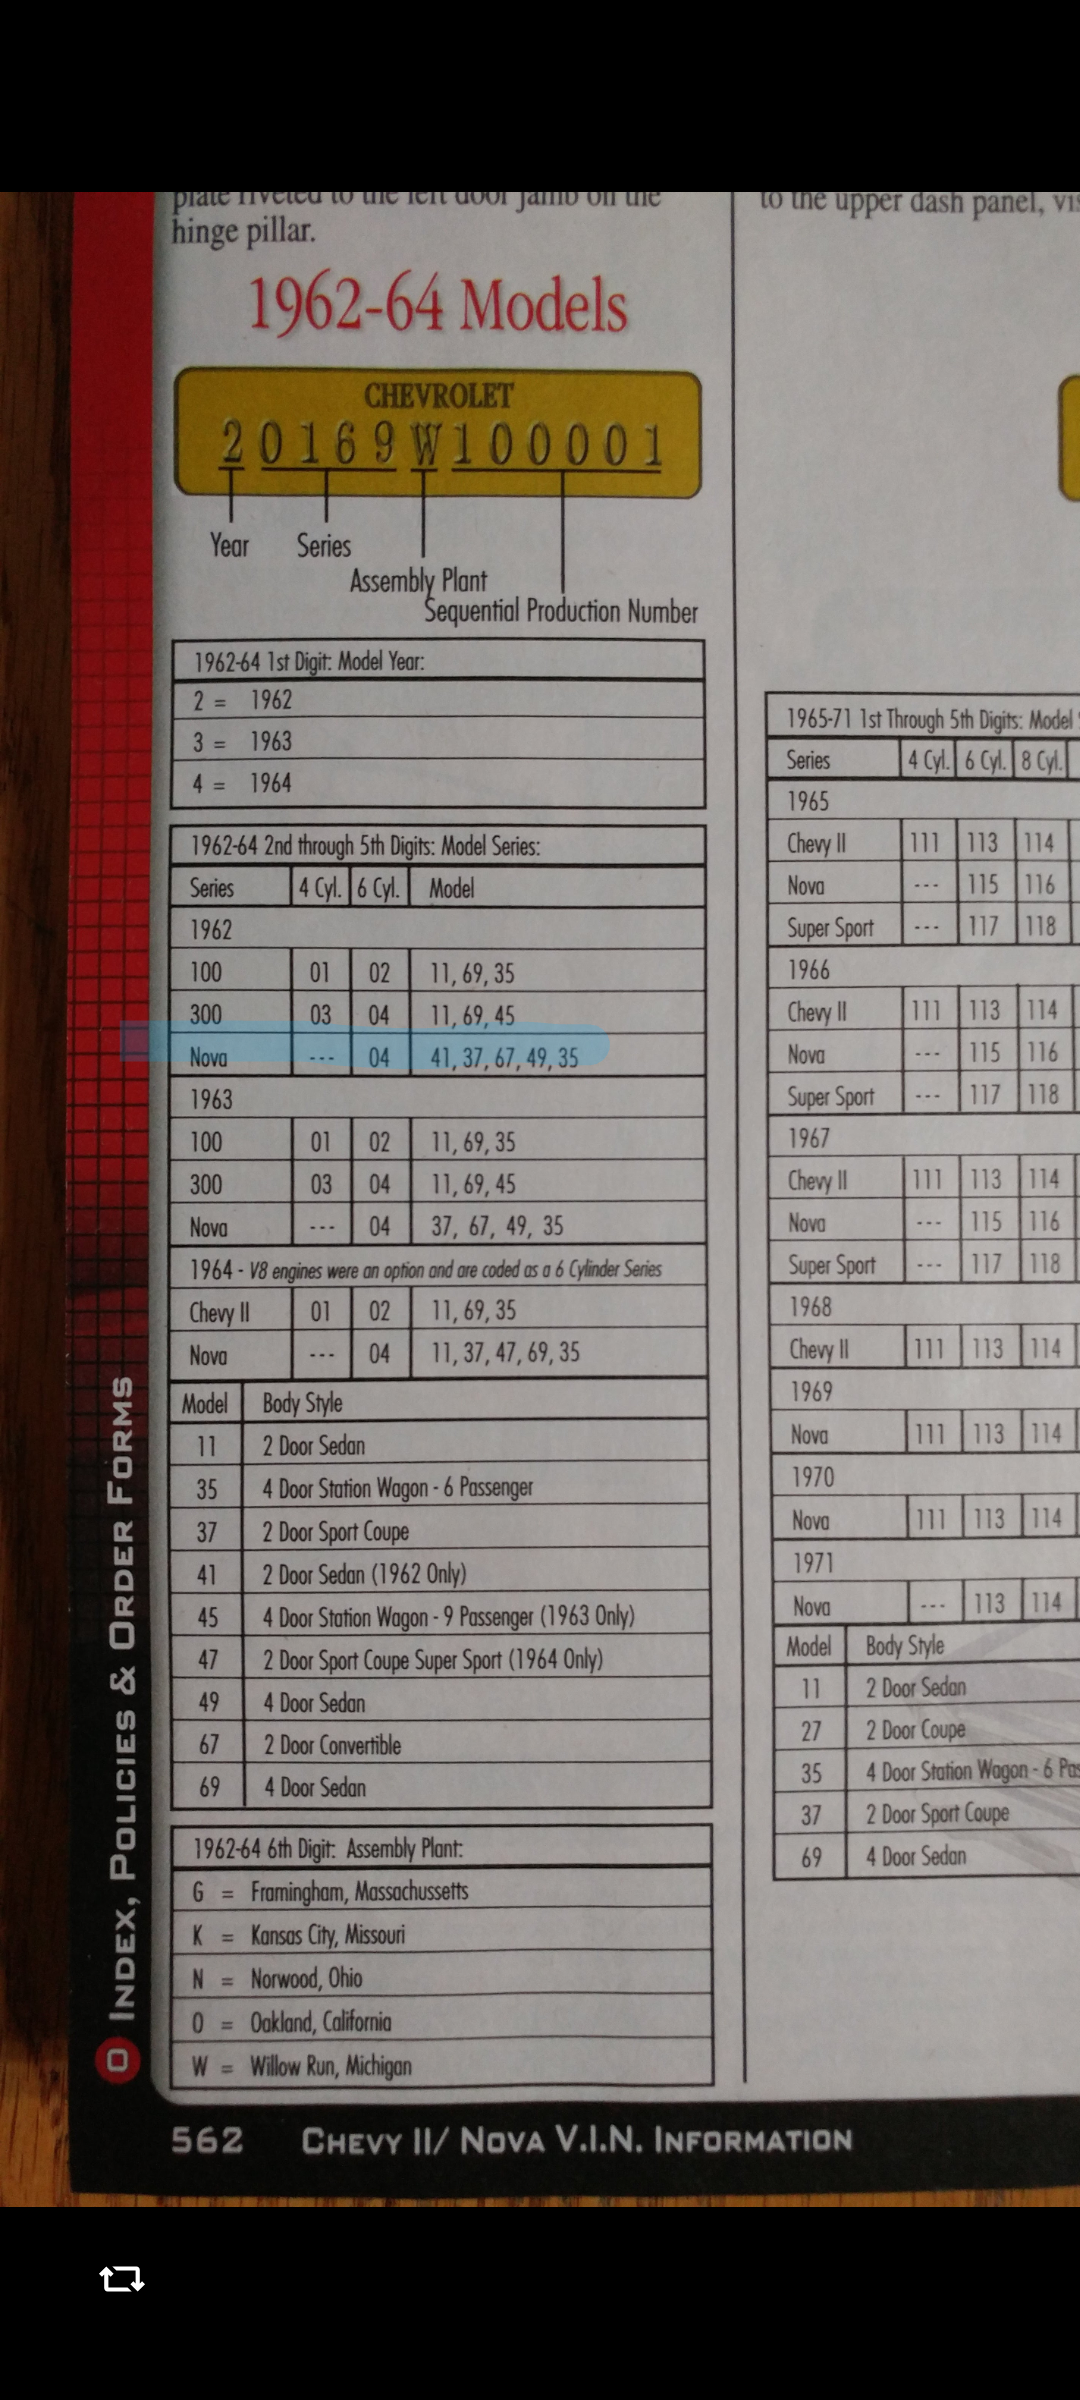 plate riveted to the left door jamb on the
hinge pillar.
1962-64 Models
CHEVROLET
20169W100001
Year
Series
Assembly Plant
Sequential Production Number
1962-64 1st Digit: Model Year:
2 = 1962
3 = 1963
4 = 1964
1962-64 2nd through 5th Digits: Model Series:
Series 4 Cyl. 6 Cyl. Model
1962
100 01 02 11, 69, 35
300 03 04 11, 69, 45
Nova --- 04 41, 37, 67, 49, 35
1963
100 01 02 11, 69, 35
300 03 04 11, 69, 45
Nova --- 04 37, 67, 49, 35
1964 - V8 engines were an option and are coded as a 6 Cylinder Series
Chevy II 01 02 11, 69, 35
Nova --- 04 11, 37, 47, 69, 35
Model Body Style
11 2 Door Sedan
35 4 Door Station Wagon - 6 Passenger
37 2 Door Sport Coupe
41 2 Door Sedan (1962 Only)
45 4 Door Station Wagon - 9 Passenger (1963 Only)
47 2 Door Sport Coupe Super Sport (1964 Only)
49 4 Door Sedan
67 2 Door Convertible
69 4 Door Sedan
1962-64 6th Digit: Assembly Plant:
G = Framingham, Massachussetts
K = Kansas City, Missouri
N = Norwood, Ohio
O = Oakland, California
W = Willow Run, Michigan
to the upper dash panel,
1965-71 1st Through 5th Digits: Model
Series 4 Cyl. 6 Cyl. 8 Cyl.
1965
Chevy II 111 113 114
Nova --- 115 116
Super Sport --- 117 118
1966
Chevy II 111 113 114
Nova --- 115 116
Super Sport --- 117 118
1967
Chevy II 111 113 114
Nova --- 115 116
Super Sport --- 117 118
1968
Chevy II 111 113 114
1969
Nova 111 113 114
1970
Nova 111 113 114
1971
Nova --- 113 114
Model Body Style
11 2 Door Sedan
27 2 Door Coupe
35 4 Door Station Wagon - 6
37 2 Door Sport Coupe
69 4 Door Sedan
O INDEX, POLICIES & ORDER FORMS
562 CHEVY II/ NOVA V.I.N. INFORMATION